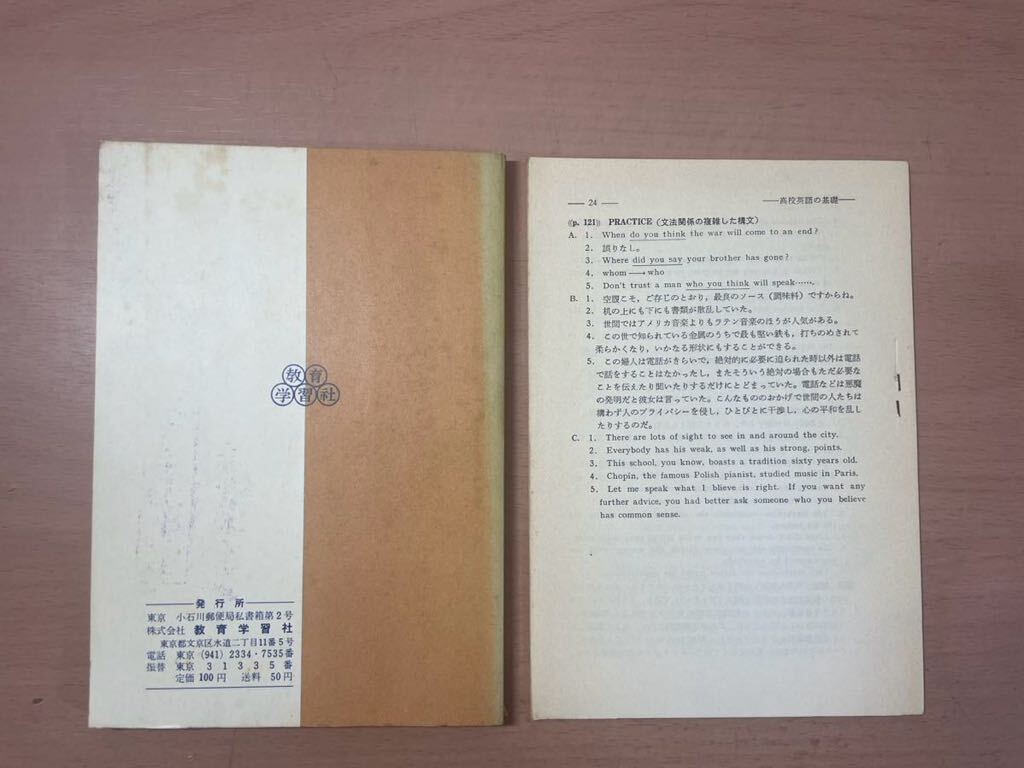 教育
学習社
発行所
東京 小石川郵便局私書箱第2号
株式会社 教育学習社
東京都文京区水道二丁目11番5号
電話 東京 (941) 2334・7535番
振替 東京 31335番
定価 100円 送料 50円
— 24 —
——高校英語の基礎——
((p. 121)) PRACTICE (文法関係の複雑した構文)
A. 1. When do you think the war will come to an end?
2. 誤りなし。
3. Where did you say your brother has gone?
4. whom→who
5. Don't trust a man who you think will speak…….
B. 1. 空腹こそ，ご存じのとおり，最良のソース (調味料) ですからね。
2. 机の上にも下にも書類が散乱していた。
3. 世間ではアメリカ音楽よりもラテン音楽のほうが人気がある。
4. この世で知られている金属のうちで最も堅い鉄も，打ちのめされて
柔らかくなり，いかなる形状にもすることができる。
5. この婦人は電話がきらいで，絶対的に必要に迫られた時以外は電話
で話をすることはなかったし，またそういう絶対の場合もただ必要な
ことを伝えたり聞いたりするだけにとどまっていた。電話などは悪魔
の発明だと彼女は言っていた。こんなもののおかげで世間の人たちは
構わず人のプライバシーを侵し，ひとびとに干渉し，心の平和を乱し
たりするのだ。
C. 1. There are lots of sight to see in and around the city.
2. Everybody has his weak, as well as his strong, points.
3. This school, you know, boasts a tradition sixty years old.
4. Chopin, the famous Polish pianist, studied music in Paris.
5. Let me speak what I blieve is right. If you want any
further advice, you had better ask someone who you believe
has common sense.